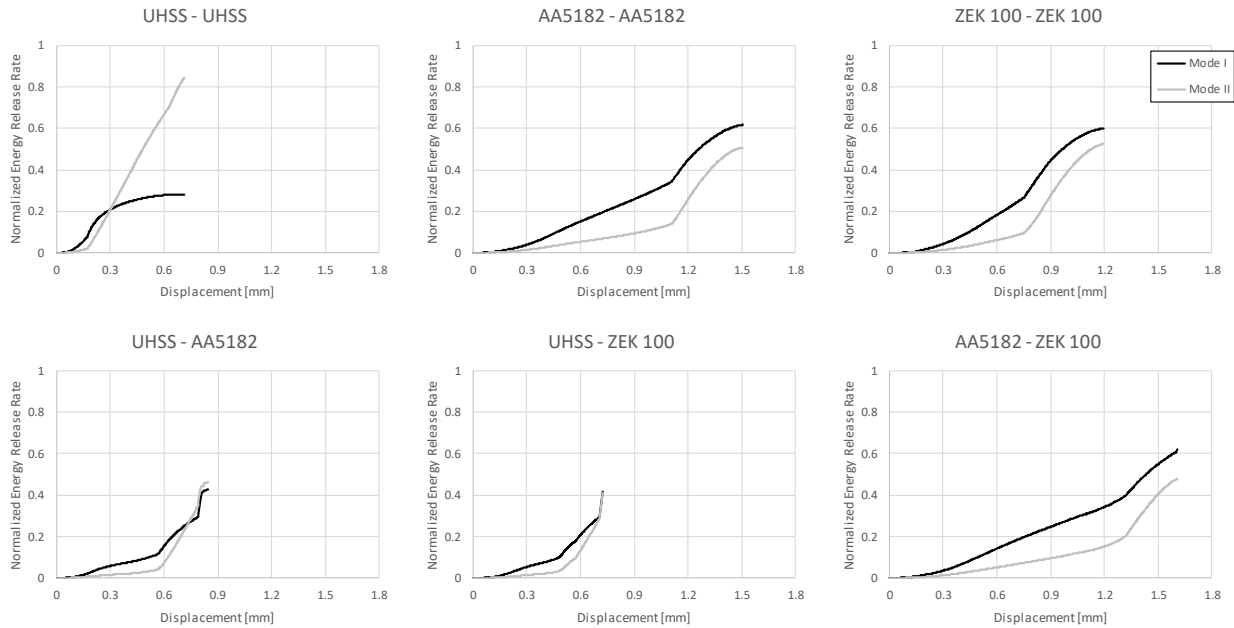 UHSS - UHSS
Normalized Energy Release Rate
1
0.8
0.6
0.4
0.2
0
0 0.3 0.6 0.9 1.2 1.5 1.8
Displacement [mm]
AA5182 - AA5182
Normalized Energy Release Rate
1
0.8
0.6
0.4
0.2
0
0 0.3 0.6 0.9 1.2 1.5 1.8
Displacement [mm]
ZEK 100 - ZEK 100
Normalized Energy Release Rate
1
0.8
0.6
0.4
0.2
0
0 0.3 0.6 0.9 1.2 1.5 1.8
Displacement [mm]
Mode I
Mode II
UHSS - AA5182
Normalized Energy Release Rate
1
0.8
0.6
0.4
0.2
0
0 0.3 0.6 0.9 1.2 1.5 1.8
Displacement [mm]
UHSS - ZEK 100
Normalized Energy Release Rate
1
0.8
0.6
0.4
0.2
0
0 0.3 0.6 0.9 1.2 1.5 1.8
Displacement [mm]
AA5182 - ZEK 100
Normalized Energy Release Rate
1
0.8
0.6
0.4
0.2
0
0 0.3 0.6 0.9 1.2 1.5 1.8
Displacement [mm]